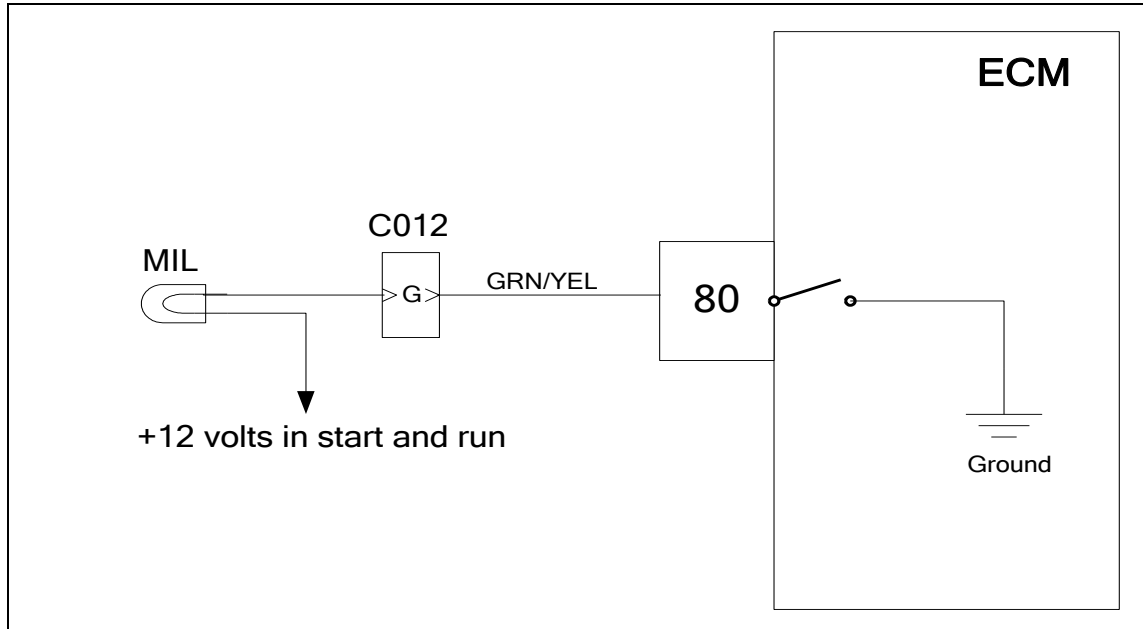 ECM
C012
MIL
>G>
GRN/YEL
80
+12 volts in start and run
Ground